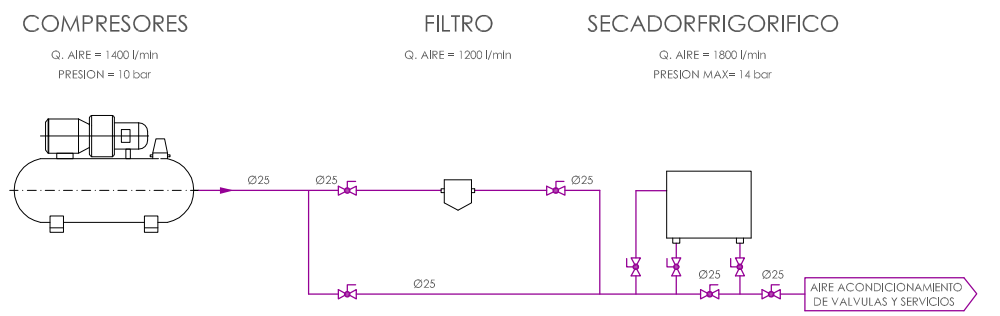 COMPRESORES
Q. AIRE = 1400 l/min
PRESION = 10 bar
FILTRO
Q. AIRE = 1200 l/min
SECADORFRIGORIFICO
Q. AIRE = 1800 l/min
PRESION MAX= 14 bar
Ø25
Ø25
Ø25
Ø25
Ø25
Ø25
AIRE ACONDICIONAMIENTO
DE VALVULAS Y SERVICIOS